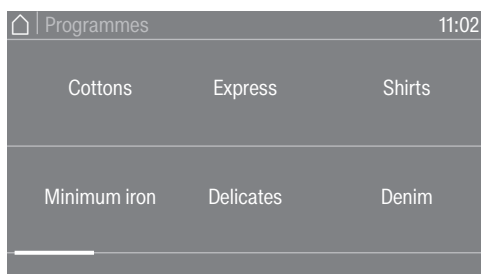 Programmes 11:02
Cottons Express Shirts
Minimum iron Delicates Denim